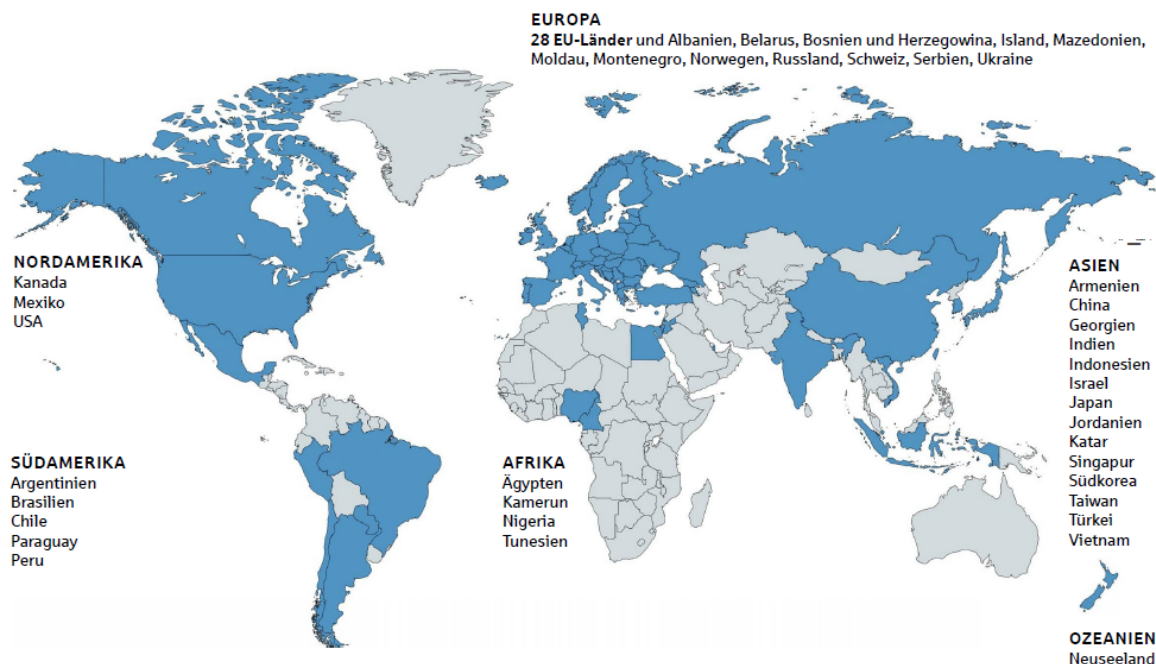 EUROPA
28 EU-Länder und Albanien, Belarus, Bosnien und Herzegowina, Island, Mazedonien,
Moldau, Montenegro, Norwegen, Russland, Schweiz, Serbien, Ukraine
NORDAMERIKA
Kanada
Mexiko
USA
SÜDAMERIKA
Argentinien
Brasilien
Chile
Paraguay
Peru
AFRIKA
Ägypten
Kamerun
Nigeria
Tunesien
ASIEN
Armenien
China
Georgien
Indien
Indonesien
Israel
Japan
Jordanien
Katar
Singapur
Südkorea
Taiwan
Türkei
Vietnam
OZEANIEN
Neuseeland